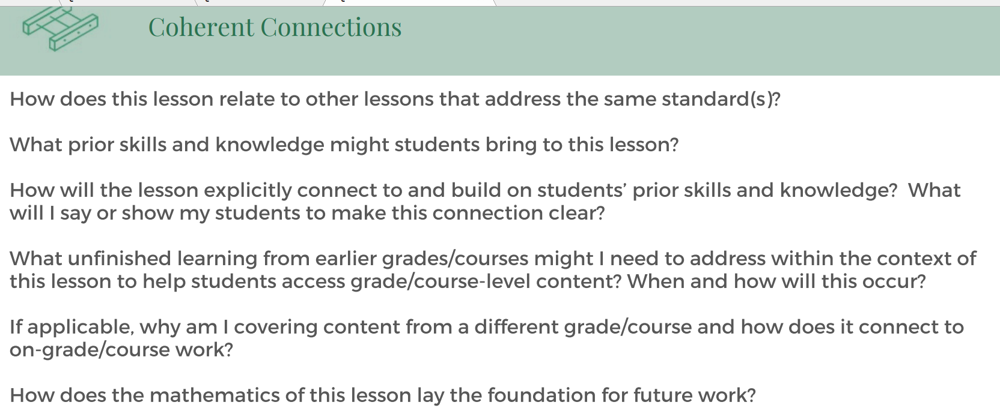 Coherent Connections
How does this lesson relate to other lessons that address the same standard(s)?
What prior skills and knowledge might students bring to this lesson?
How will the lesson explicitly connect to and build on students’ prior skills and knowledge?  What
will I say or show my students to make this connection clear?
What unfinished learning from earlier grades/courses might I need to address within the context of
this lesson to help students access grade/course-level content? When and how will this occur?
If applicable, why am I covering content from a different grade/course and how does it connect to
on-grade/course work?
How does the mathematics of this lesson lay the foundation for future work?